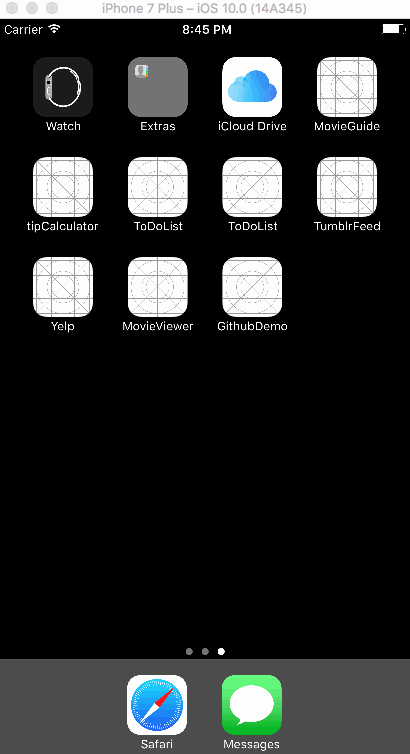 iPhone 7 Plus – iOS 10.0 (14A345)
Carrier 8:45 PM
Watch Extras iCloud Drive MovieGuide
tipCalculator ToDoList ToDoList TumblrFeed
Yelp MovieViewer GithubDemo
Safari Messages